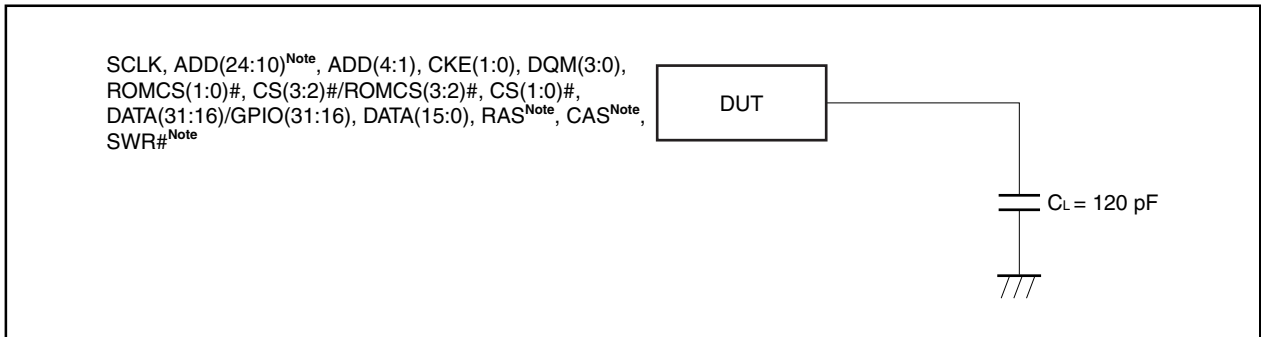 SCLK, ADD(24:10)Note, ADD(4:1), CKE(1:0), DQM(3:0),
ROMCS(1:0)#, CS(3:2)#/ROMCS(3:2)#, CS(1:0)#,
DATA(31:16)/GPIO(31:16), DATA(15:0), RASNote, CASNote,
SWR#Note
DUT
CL = 120 pF